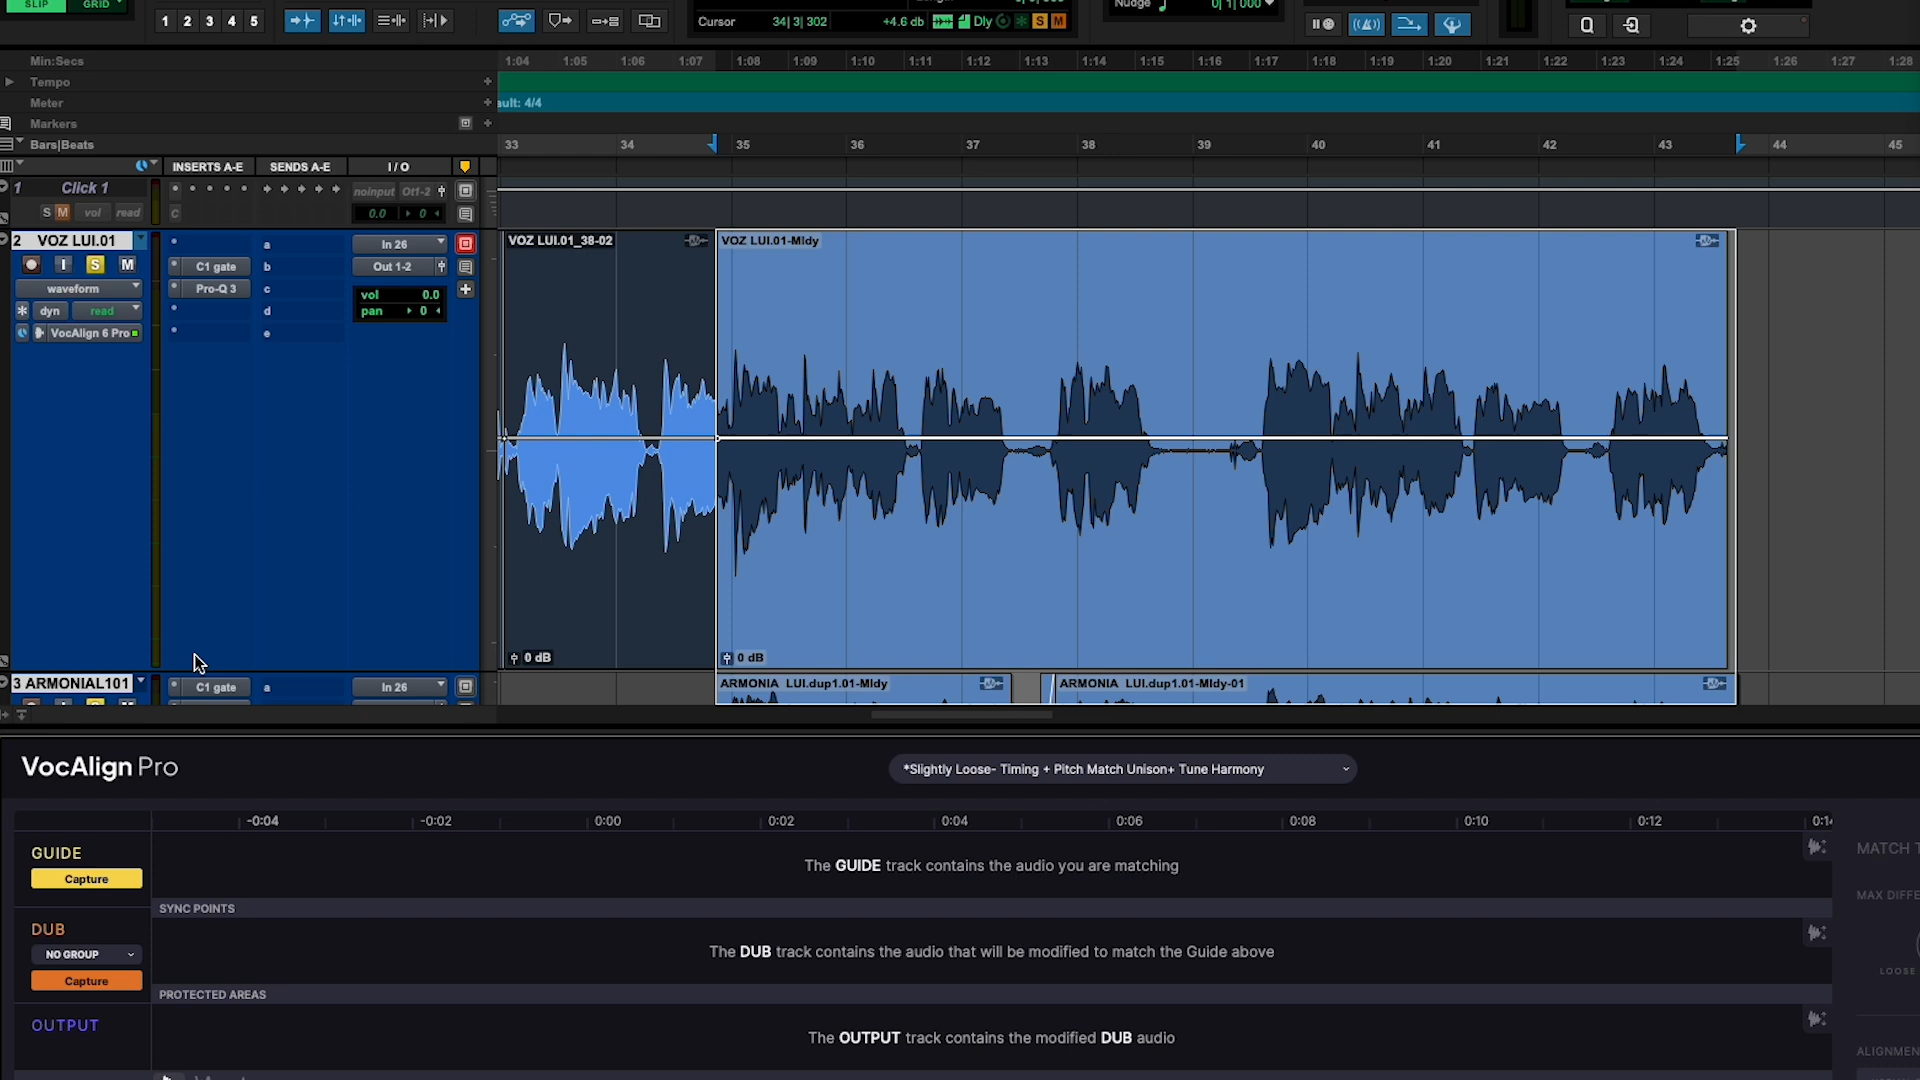 SLIP GRID
1 2 3 4 5
Cursor 34| 3| 302 +4.6 db Dly S M
Nudge 0| 1| 000
Min:Secs 1:04 1:05 1:06 1:07 1:08 1:09 1:10 1:11 1:12 1:13 1:14 1:15 1:16 1:17 1:18 1:19 1:20 1:21 1:22 1:23 1:24 1:25 1:26 1:27 1:28
Tempo
Meter ault: 4/4
Markers
Bars|Beats 33 34 35 36 37 38 39 40 41 42 43 44 45
INSERTS A-E SENDS A-E I / O
1 Click 1 noinput Ot1-2
S M vol read C 0.0 0
2 VOZ LUI.01 a In 26 VOZ LUI.01_38-02 VOZ LUI.01-Mldy
I S M C1 gate b Out 1-2
waveform Pro-Q 3 c vol 0.0
dyn read d pan 0
VocAlign 6 Pro e
0 dB 0 dB
3 ARMONIAL101 C1 gate a In 26 ARMONIA LUI.dup1.01-Mldy ARMONIA LUI.dup1.01-Mldy-01
VocAlign Pro *Slightly Loose- Timing + Pitch Match Unison+ Tune Harmony
-0:04 -0:02 0:00 0:02 0:04 0:06 0:08 0:10 0:12 0:14
GUIDE
Capture
The GUIDE track contains the audio you are matching
MATCH T
MAX DIFFE
SYNC POINTS
DUB
NO GROUP
Capture
The DUB track contains the audio that will be modified to match the Guide above
LOOSE
PROTECTED AREAS
OUTPUT
The OUTPUT track contains the modified DUB audio
ALIGNMEN